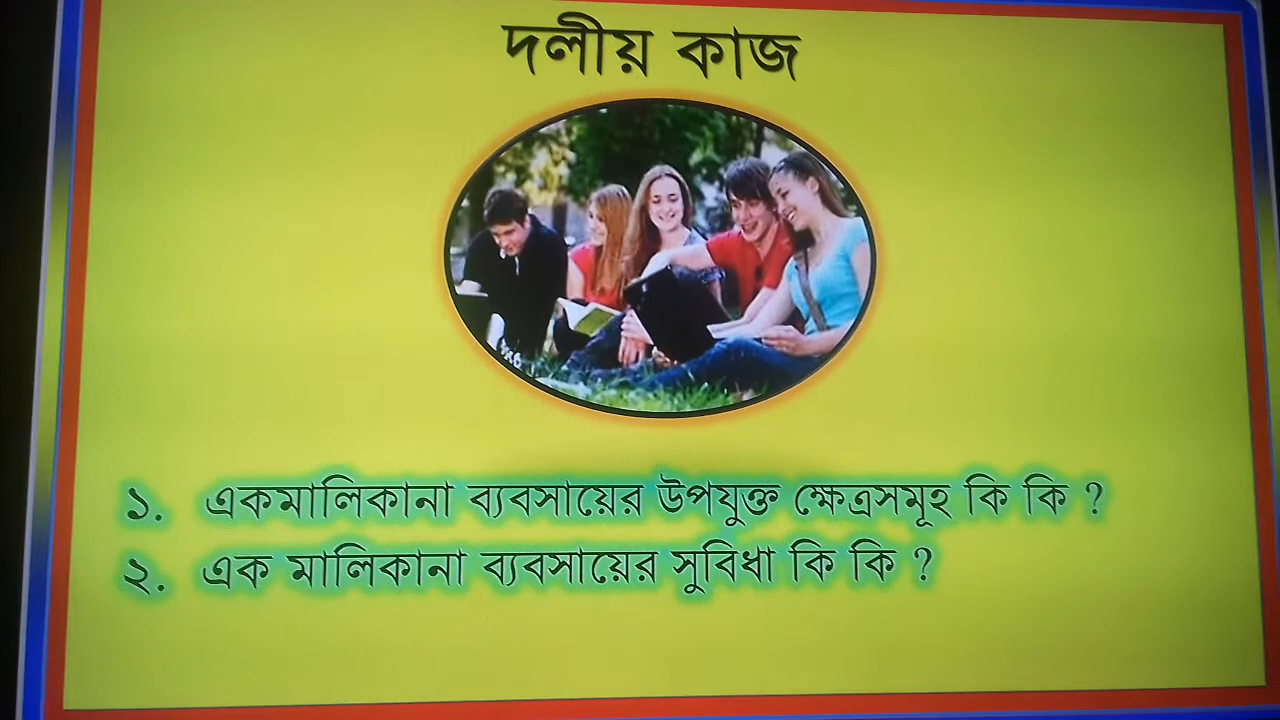 দলীয় কাজ
১. একমালিকানা ব্যবসায়ের উপযুক্ত ক্ষেত্রসমূহ কি কি ?
২. এক মালিকানা ব্যবসায়ের সুবিধা কি কি ?